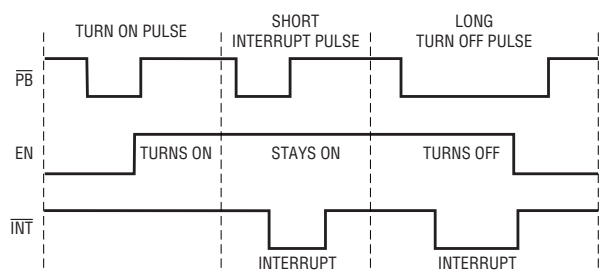 TURN ON PULSE
SHORT
INTERRUPT PULSE
LONG
TURN OFF PULSE
PB
EN
TURNS ON
STAYS ON
TURNS OFF
INT
INTERRUPT
INTERRUPT